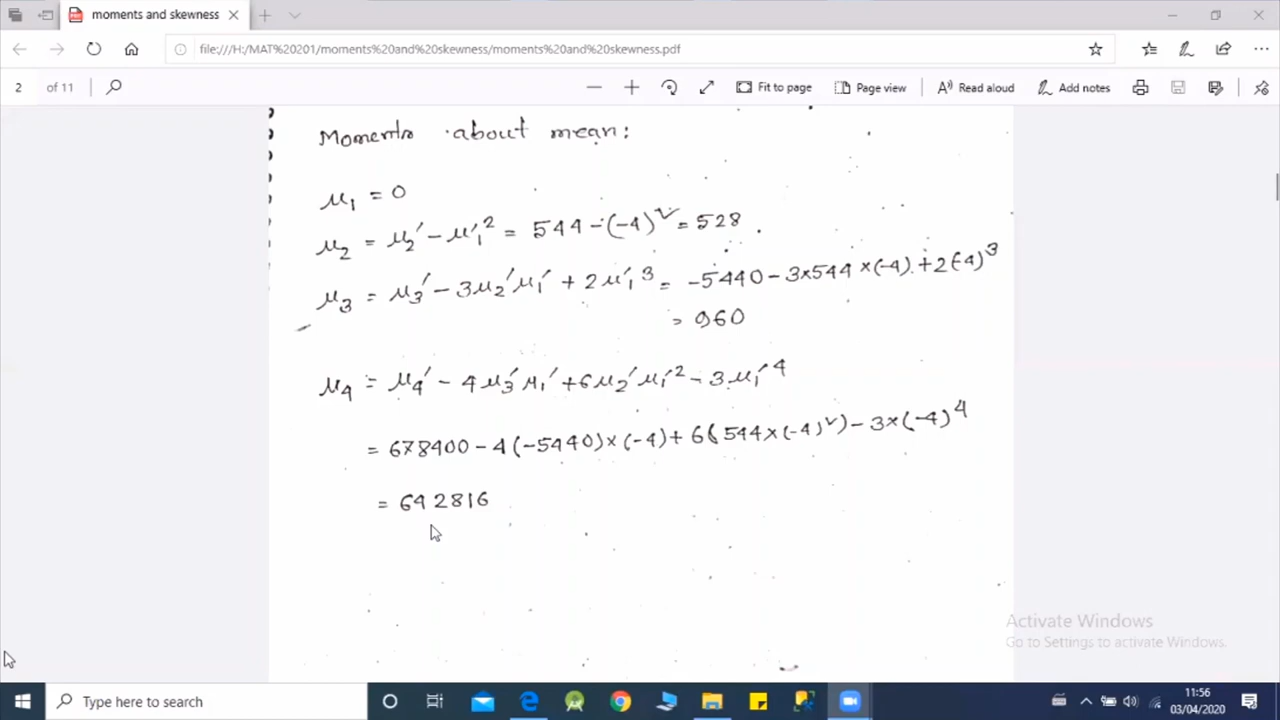 moments and skewness
file:///H:/MAT%20201/moments%20and%20skewness/moments%20and%20skewness.pdf
2 of 11
Fit to page
Page view
Read aloud
Add notes
Moments about mean:
μ₁ = 0
μ₂ = μ₂′ − μ₁′² = 544 − (−4)² = 528.
μ₃ = μ₃′ − 3μ₂′μ₁′ + 2μ₁′³ = −5440 − 3×544×(−4) + 2(−4)³
= 960
μ₄ = μ₄′ − 4μ₃′μ₁′ + 6μ₂′μ₁′² − 3μ₁′⁴
= 678400 − 4(−5440)×(−4) + 6(544×(−4)²) − 3×(−4)⁴
= 642816
Activate Windows
Go to Settings to activate Windows.
Type here to search
11:56
03/04/2020